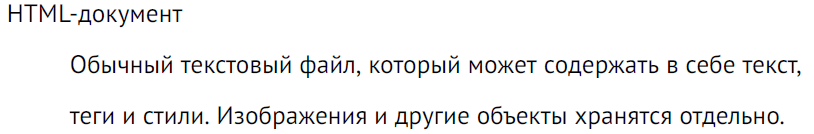 HTML-документ
Обычный текстовый файл, который может содержать в себе текст,
теги и стили. Изображения и другие объекты хранятся отдельно.